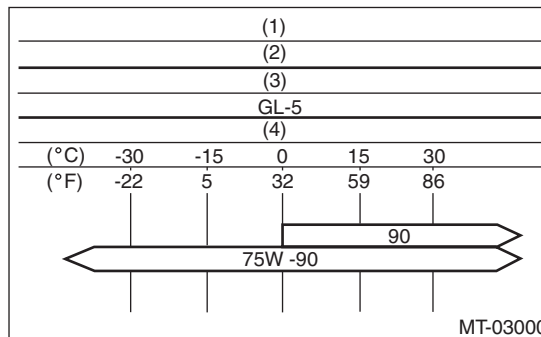 (1)
(2)
(3)
GL-5
(4)
(°C) -30 -15 0 15 30
(°F) -22 5 32 59 86
90
75W -90
MT-03000